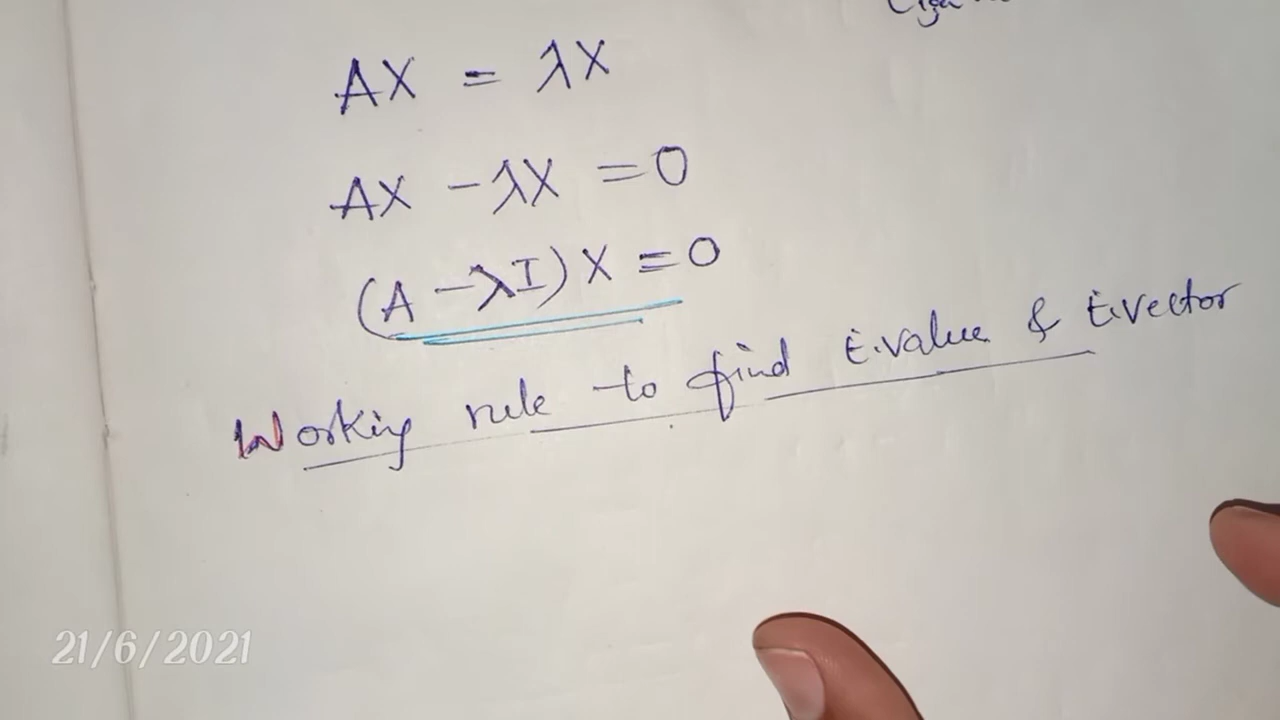 AX = λX
AX - λX = 0
(A - λI) X = 0
Working rule to find E.value & E.vector
21/6/2021